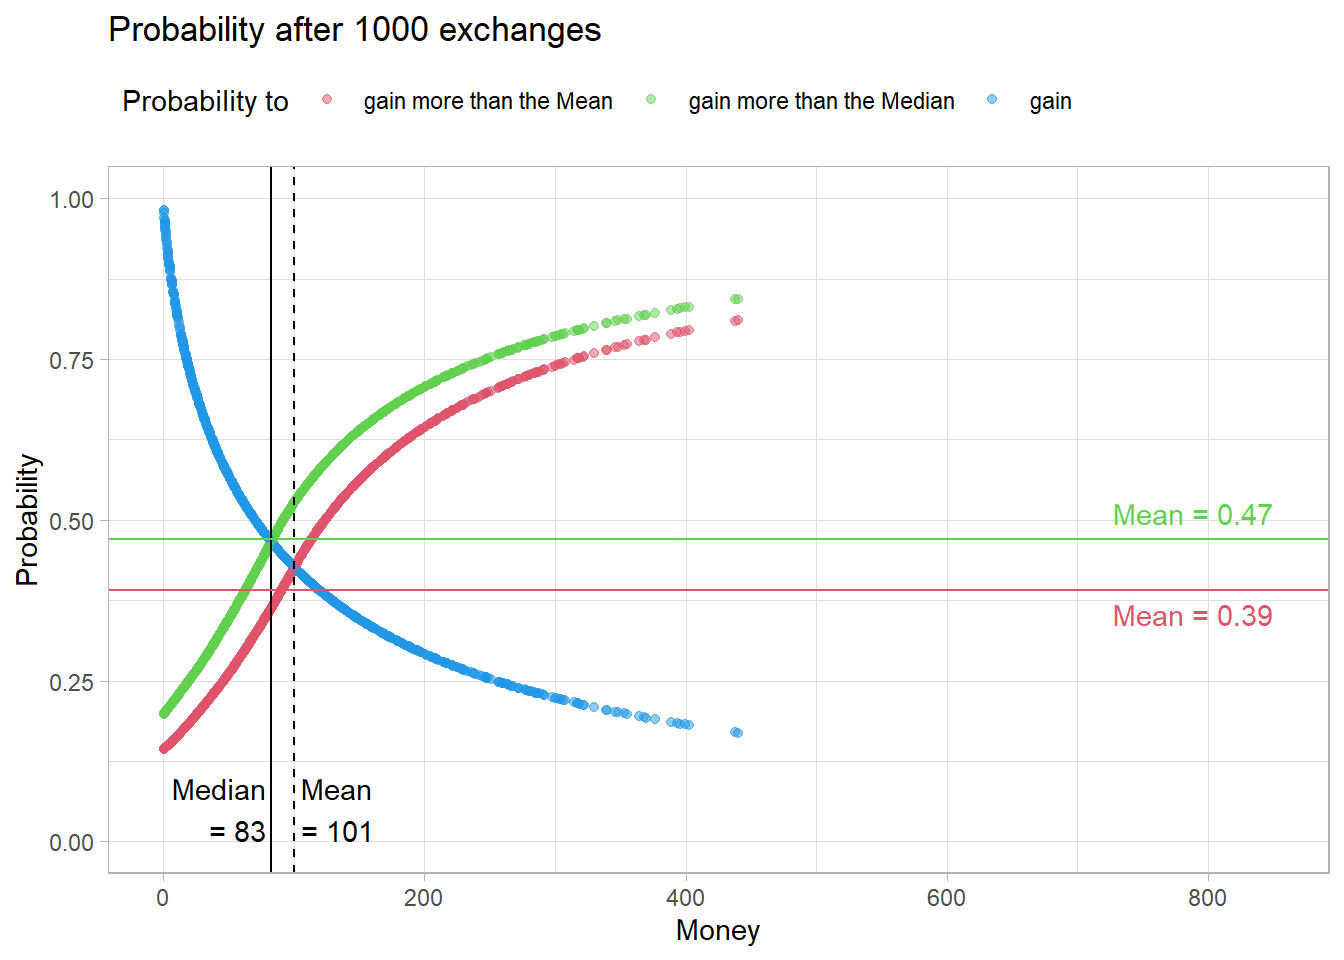 Probability after 1000 exchanges
Probability to gain more than the Mean gain more than the Median gain
Probability
1.00
0.75
0.50
0.25
0.00
Mean = 0.47
Mean = 0.39
Median Mean
= 83 = 101
0 200 400 600 800
Money